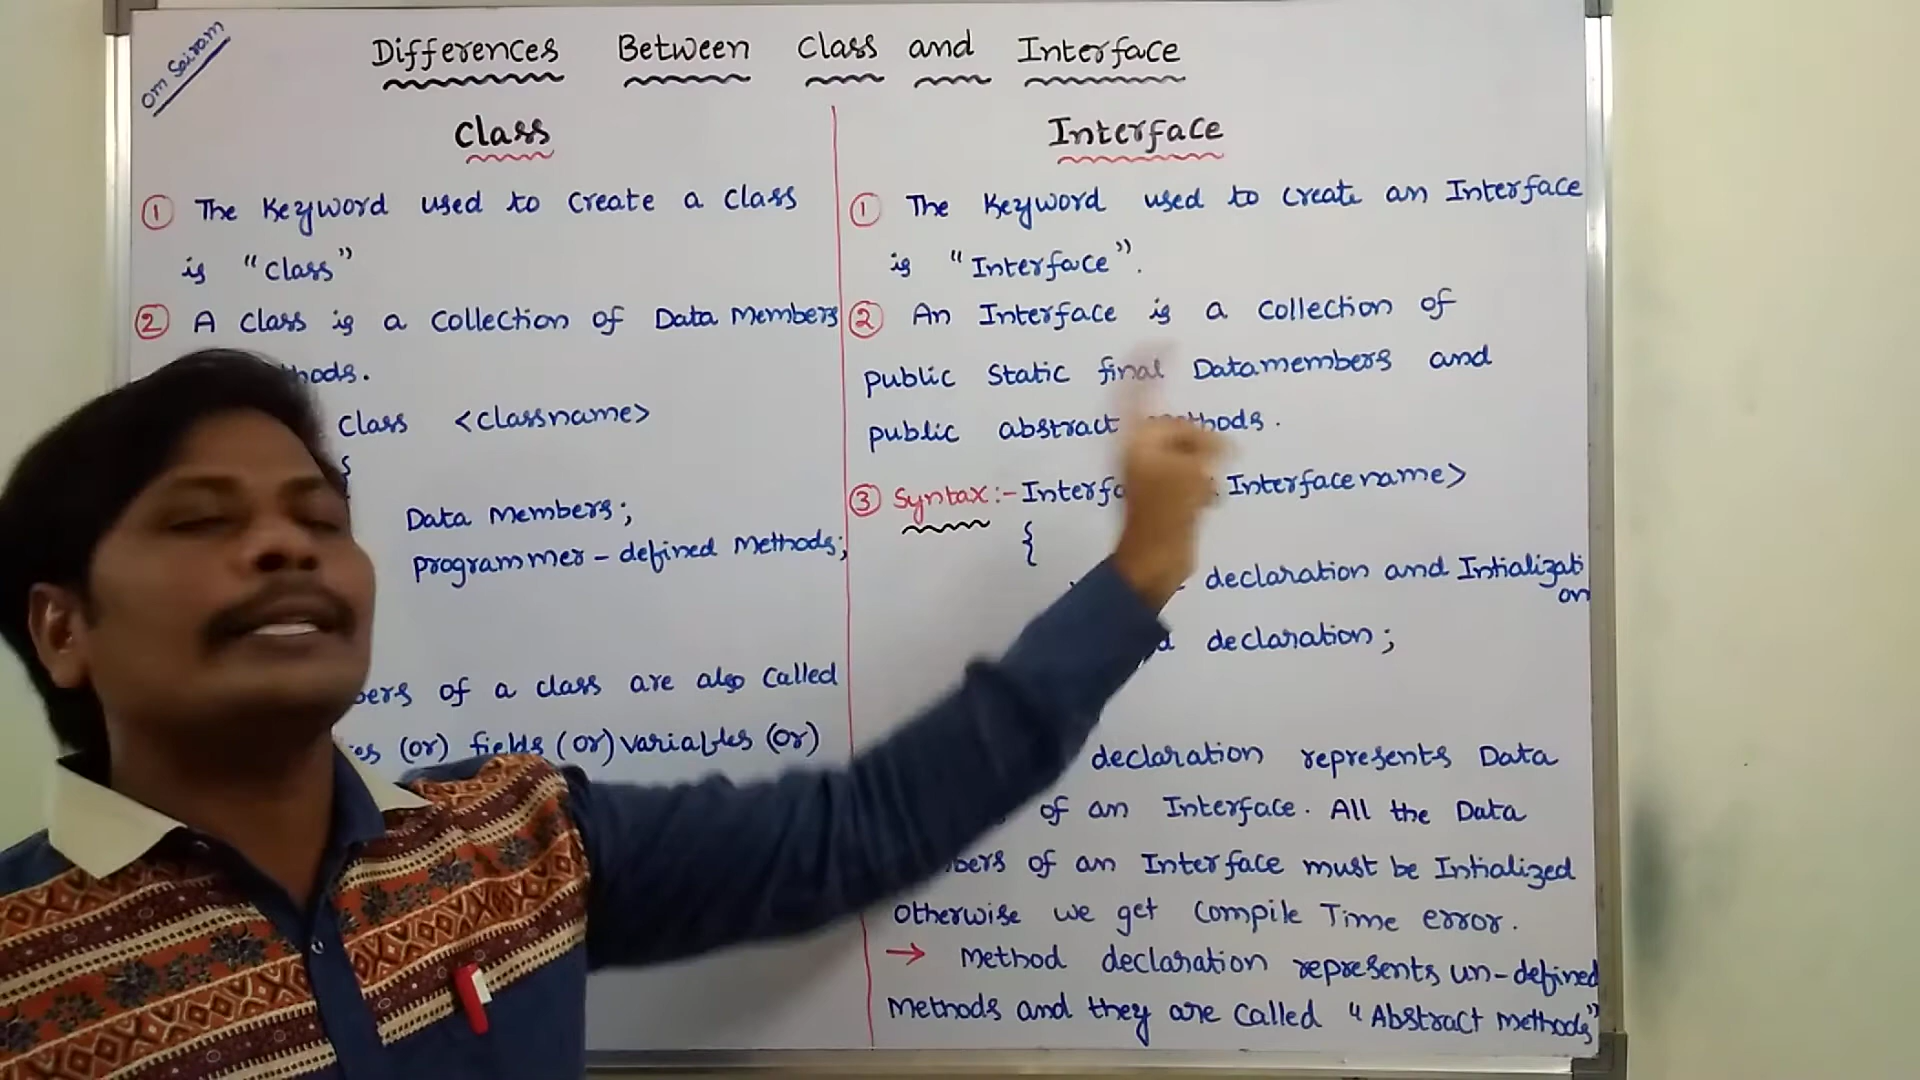 Om Sairam
Differences Between Class and Interface
Class
① The Keyword used to create a class
is "class"
② A class is a collection of Data Members
class <classname>
{
Data Members;
programmer-defined Methods;
of a class are also called
(or) fields (or) variables (or)
Interface
① The Keyword used to create an Interface
is "Interface".
② An Interface is a collection of
public static final Datamembers and
public abstract
③ Syntax:- Interfacename>
{
declaration and Intializati
on
declaration;
declaration represents Data
of an Interface. All the Data
of an Interface must be Intialized
otherwise we get compile Time error.
→ Method declaration represents un-defined
Methods and they are called "Abstract Methods"